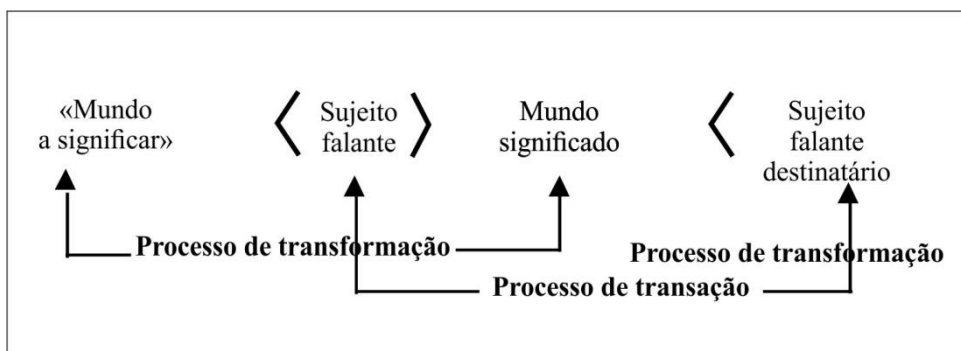 «Mundo
a significar»
Sujeito
falante
Mundo
significado
Sujeito
falante
destinatário
Processo de transformação
Processo de transformação
Processo de transação